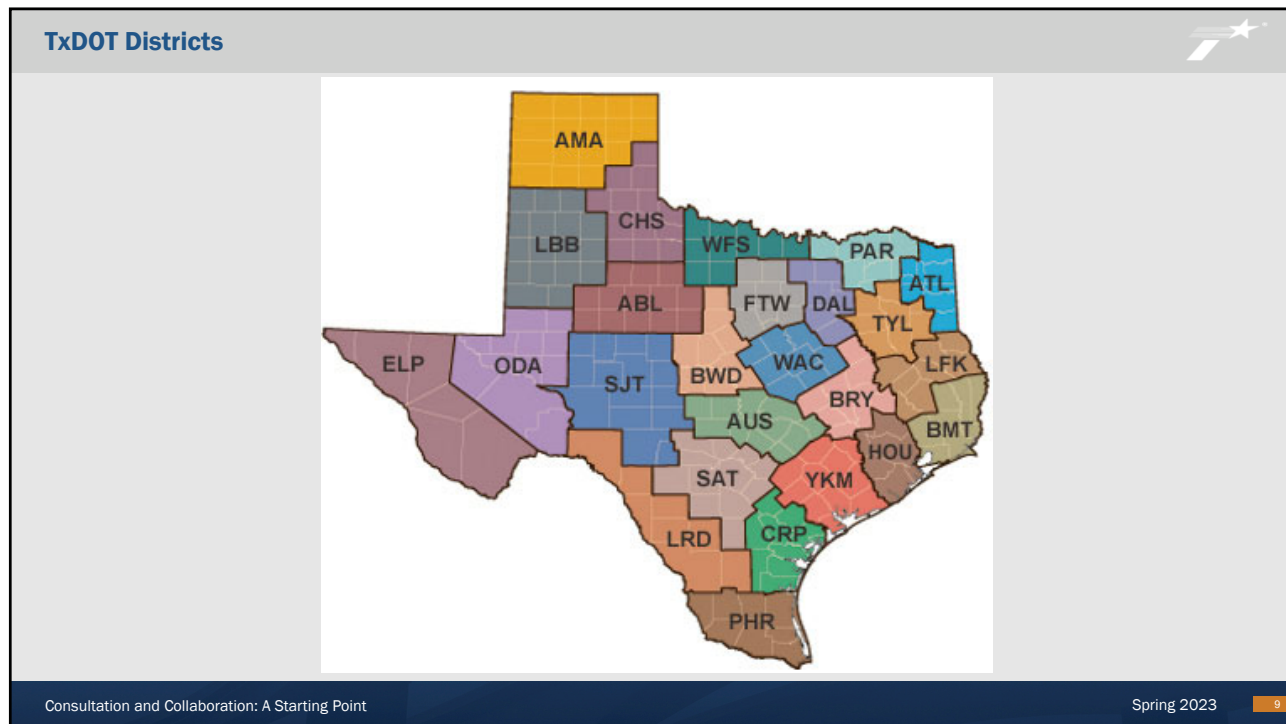 TxDOT Districts
AMA
CHS
LBB
WFS
PAR
ATL
ABL
FTW
DAL
TYL
ELP
ODA
SJT
BWD
WAC
LFK
BRY
AUS
BMT
HOU
SAT
YKM
LRD
CRP
PHR
Consultation and Collaboration: A Starting Point
Spring 2023
9